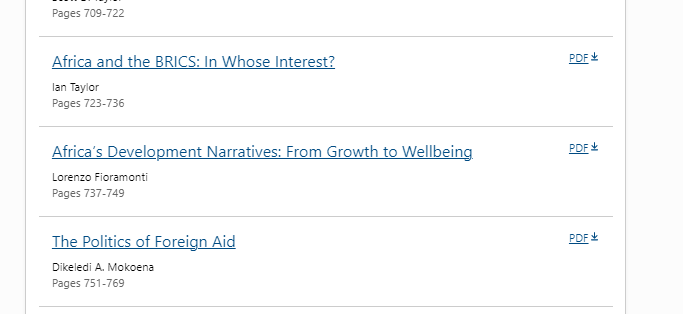 Pages 709-722
Africa and the BRICS: In Whose Interest?
PDF
Ian Taylor
Pages 723-736
Africa’s Development Narratives: From Growth to Wellbeing
PDF
Lorenzo Fioramonti
Pages 737-749
The Politics of Foreign Aid
PDF
Dikeledi A. Mokoena
Pages 751-769